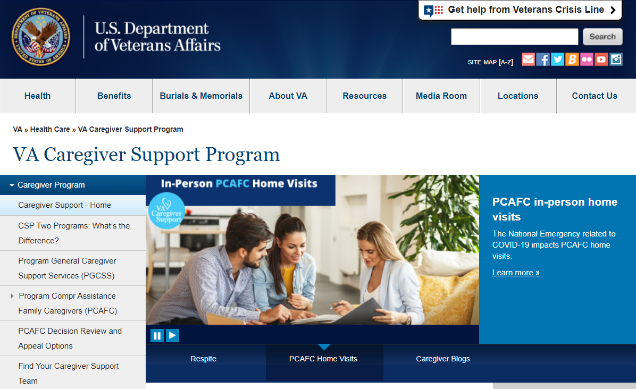 Get help from Veterans Crisis Line
U.S. Department
of Veterans Affairs
Search
SITE MAP [A-Z]
Health
Benefits
Burials & Memorials
About VA
Resources
Media Room
Locations
Contact Us
VA » Health Care » VA Caregiver Support Program
VA Caregiver Support Program
Caregiver Program
Caregiver Support - Home
CSP Two Programs: What's the
Difference?
Program General Caregiver
Support Services (PGCSS)
Program Compr Assistance
Family Caregivers (PCAFC)
PCAFC Decision Review and
Appeal Options
Find Your Caregiver Support
Team
In-Person PCAFC Home Visits
VA
Caregiver
Support
PCAFC in-person home
visits
The National Emergency related to
COVID-19 impacts PCAFC home
visits.
Learn more »
Respite
PCAFC Home Visits
Caregiver Blogs